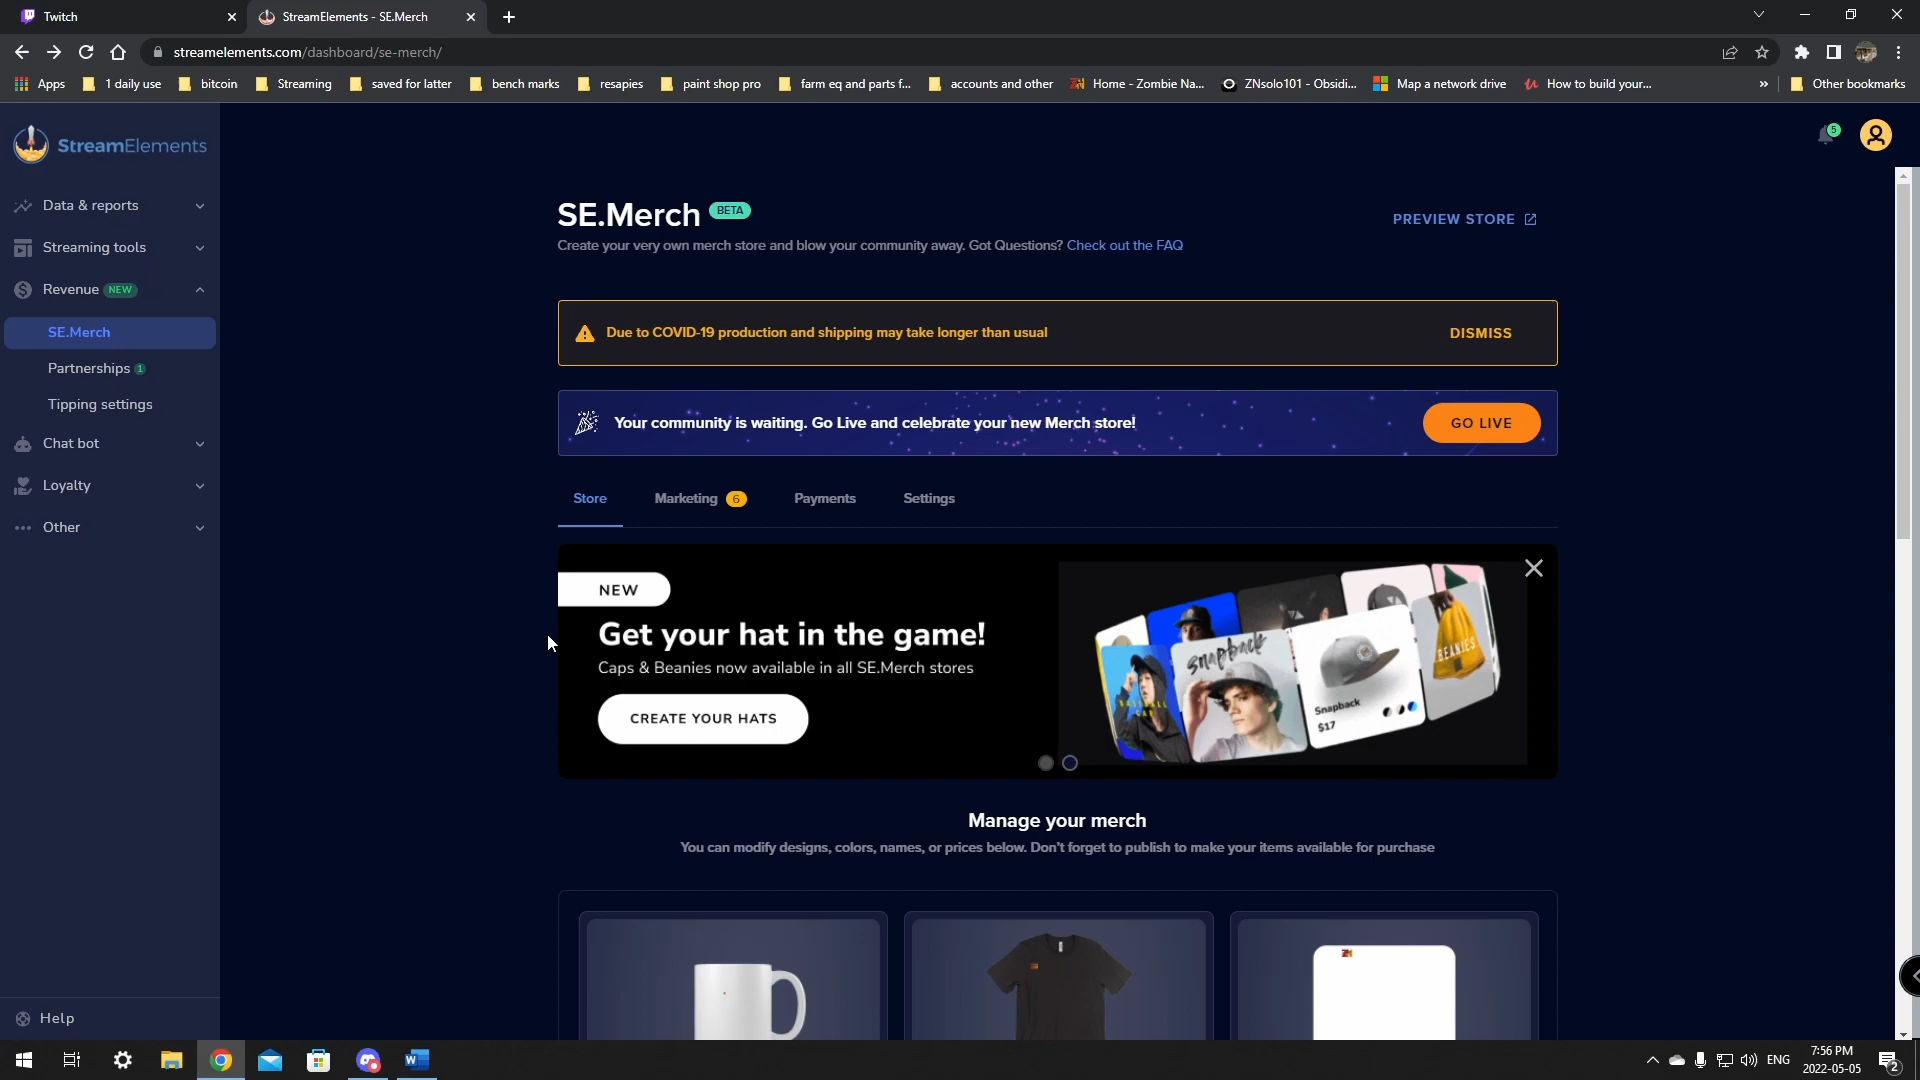 Twitch
StreamElements - SE.Merch
streamelements.com/dashboard/se-merch/
Apps
1 daily use
bitcoin
Streaming
saved for latter
bench marks
resapies
paint shop pro
farm eq and parts f...
accounts and other
Home - Zombie Na...
ZNsolo101 - Obsidi...
Map a network drive
How to build your...
»
Other bookmarks
StreamElements
5
Data & reports
Streaming tools
Revenue NEW
SE.Merch
Partnerships 1
Tipping settings
Chat bot
Loyalty
Other
Help
SE.Merch BETA
PREVIEW STORE
Create your very own merch store and blow your community away. Got Questions? Check out the FAQ
Due to COVID-19 production and shipping may take longer than usual
DISMISS
Your community is waiting. Go Live and celebrate your new Merch store!
GO LIVE
Store
Marketing 6
Payments
Settings
NEW
Get your hat in the game!
Caps & Beanies now available in all SE.Merch stores
CREATE YOUR HATS
snapback
BEANIES
Snapback
$17
Manage your merch
You can modify designs, colors, names, or prices below. Don't forget to publish to make your items available for purchase
ENG
7:56 PM
2022-05-05
2